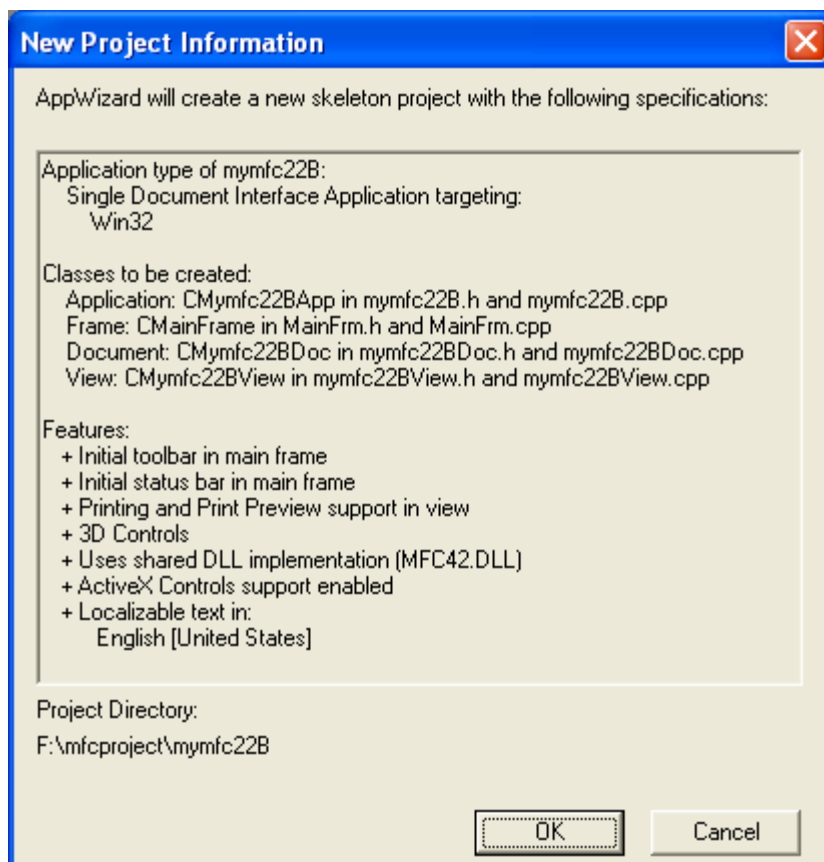 New Project Information
AppWizard will create a new skeleton project with the following specifications:
Application type of mymfc22B:
Single Document Interface Application targeting:
Win32
Classes to be created:
Application: CMymfc22BApp in mymfc22B.h and mymfc22B.cpp
Frame: CMainFrame in MainFrm.h and MainFrm.cpp
Document: CMymfc22BDoc in mymfc22BDoc.h and mymfc22BDoc.cpp
View: CMymfc22BView in mymfc22BView.h and mymfc22BView.cpp
Features:
+ Initial toolbar in main frame
+ Initial status bar in main frame
+ Printing and Print Preview support in view
+ 3D Controls
+ Uses shared DLL implementation (MFC42.DLL)
+ ActiveX Controls support enabled
+ Localizable text in:
English [United States]
Project Directory:
F:\mfcproject\mymfc22B
OK Cancel